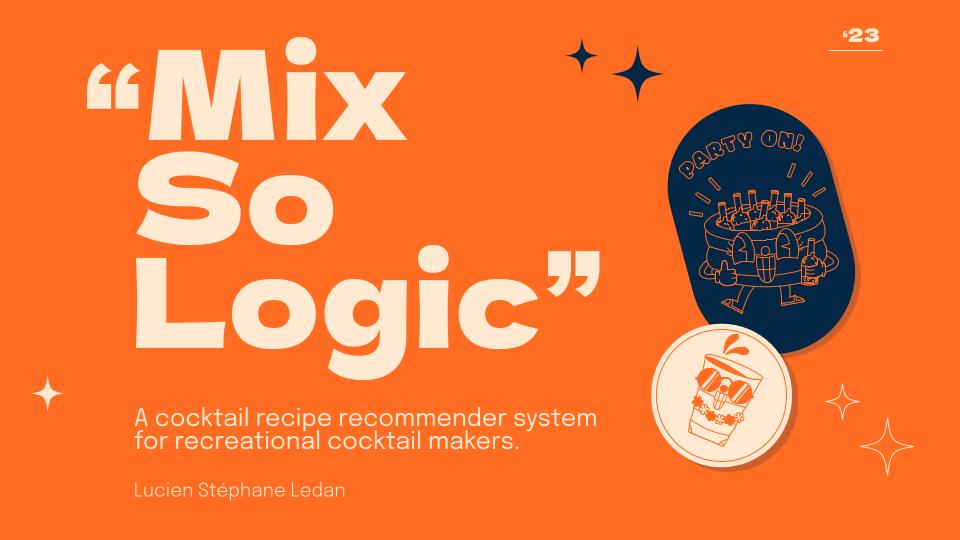 ‘23
“Mix
So
Logic”
PARTY ON!
A cocktail recipe recommender system
for recreational cocktail makers.
Lucien Stéphane Ledan